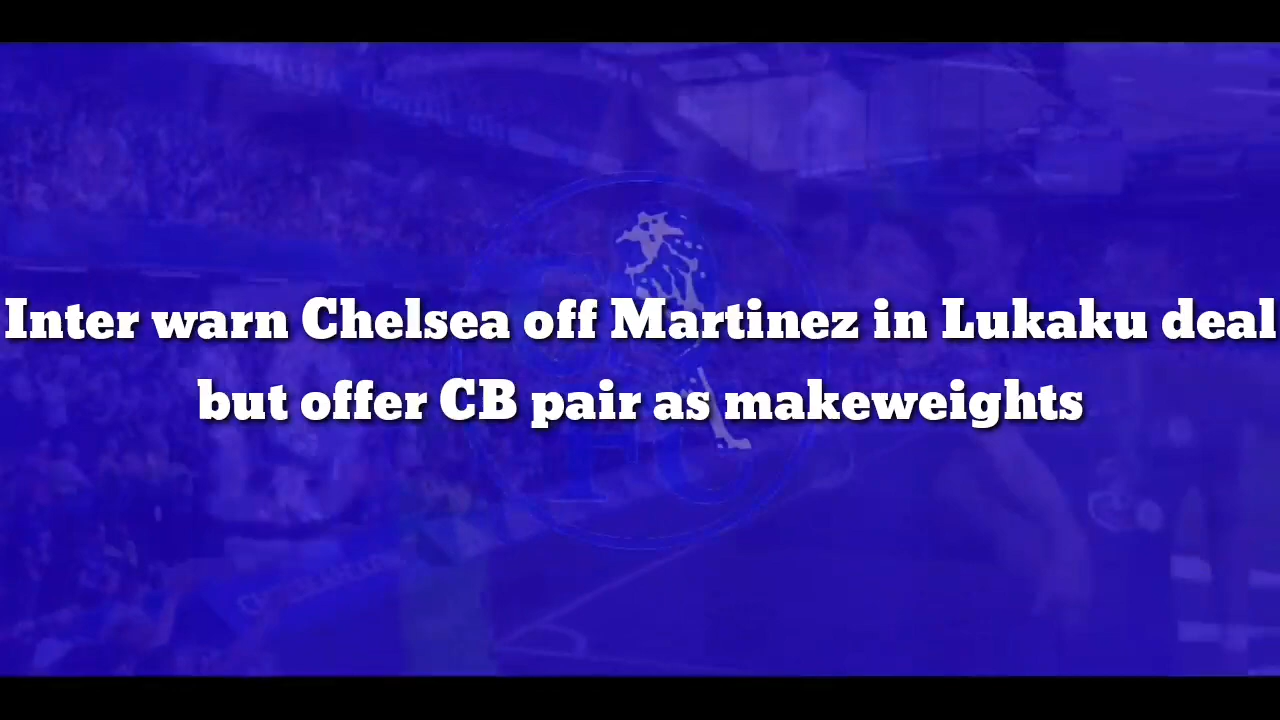 Inter warn Chelsea off Martinez in Lukaku deal
but offer CB pair as makeweights